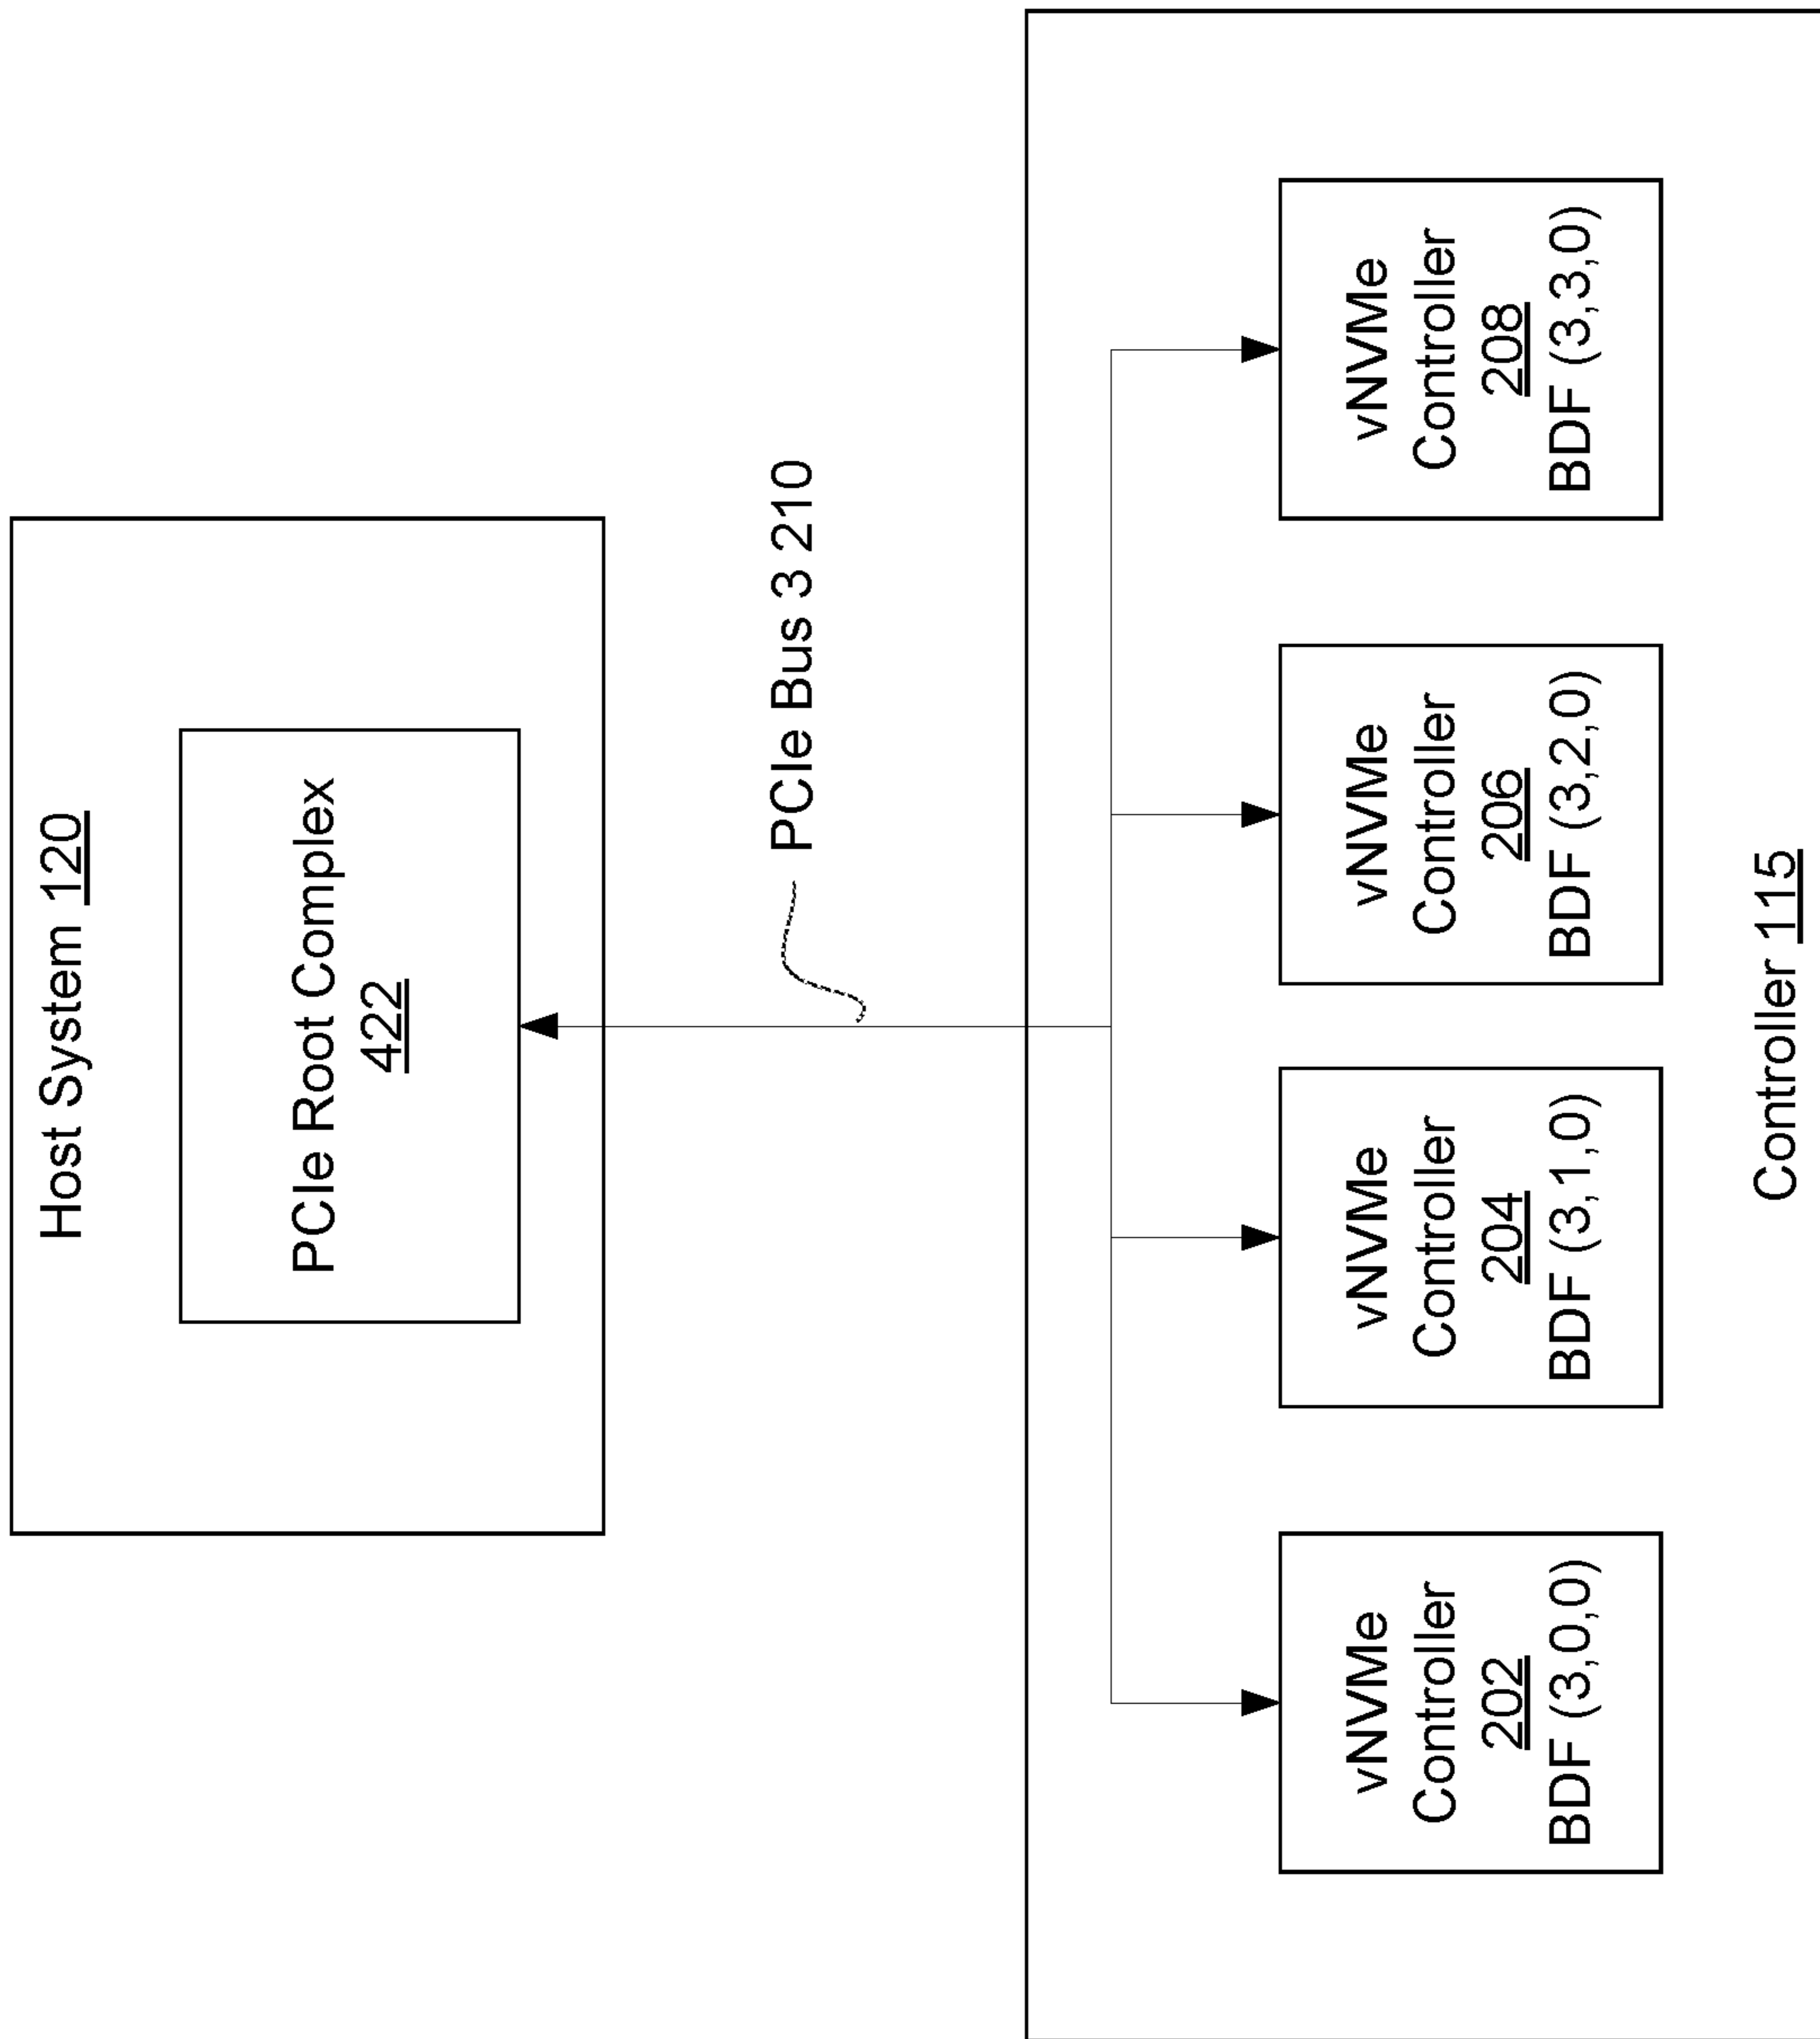 Host System 120
PCIe Root Complex
422
PCIe Bus 3 210
vNVMe
Controller
202
BDF (3,0,0)
vNVMe
Controller
204
BDF (3,1,0)
vNVMe
Controller
206
BDF (3,2,0)
vNVMe
Controller
208
BDF (3,3,0)
Controller 115